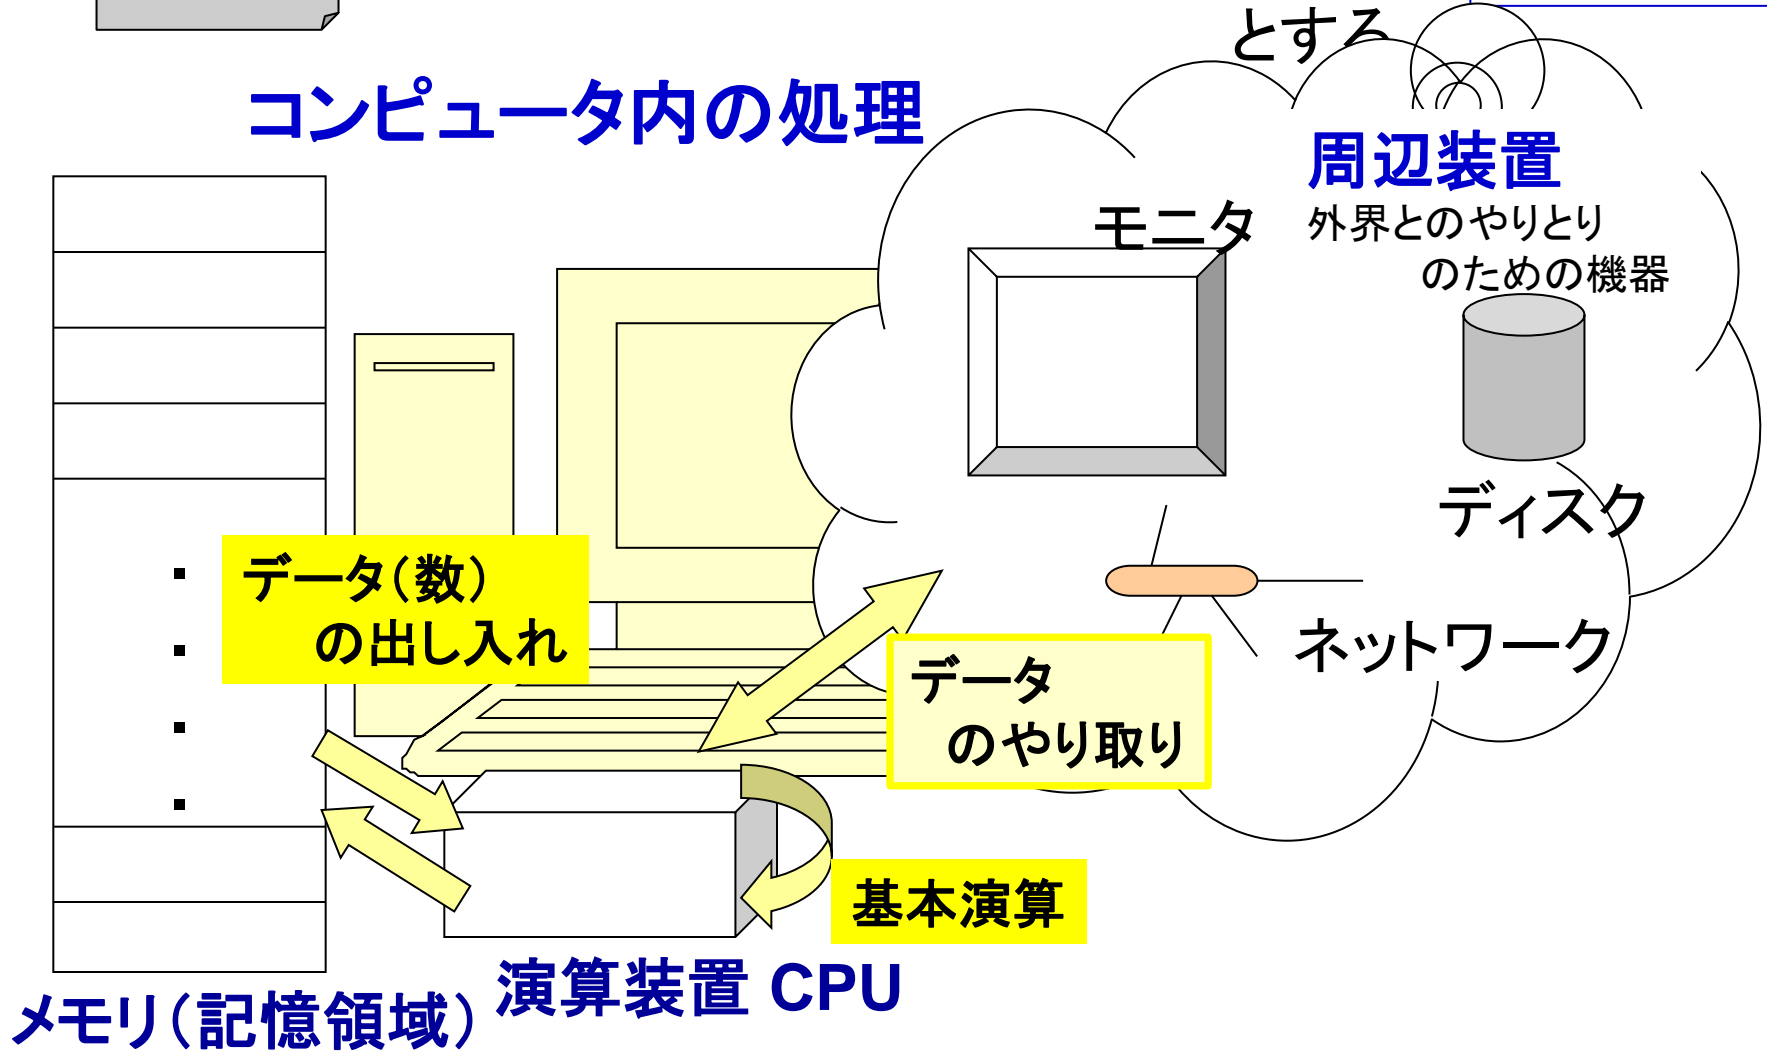 とする
コンピュータ内の処理
周辺装置
外界とのやりとり
のための機器
モニタ
ディスク
データ(数)
の出し入れ
ネットワーク
データ
のやり取り
基本演算
演算装置 CPU
メモリ(記憶領域)